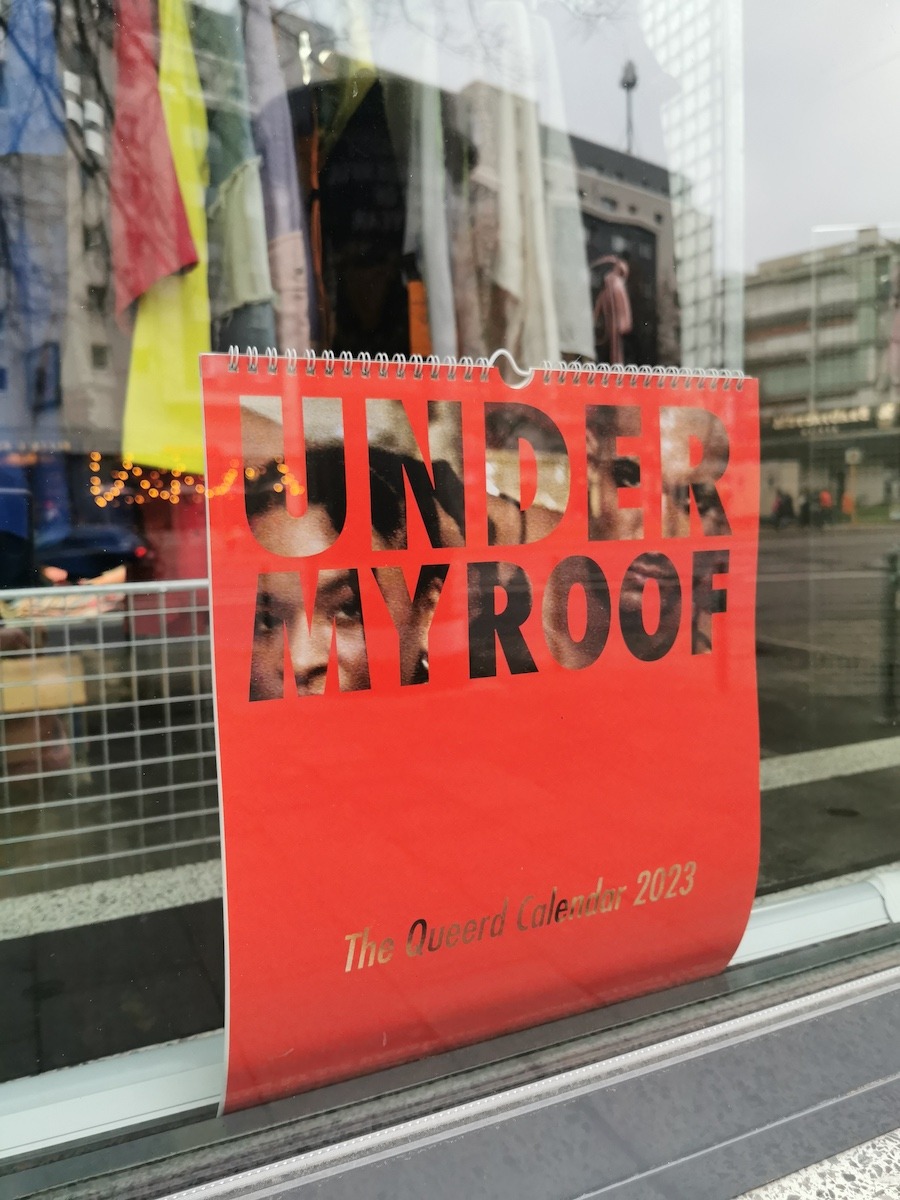 UNDER
MY ROOF
The Queerd Calendar 2023